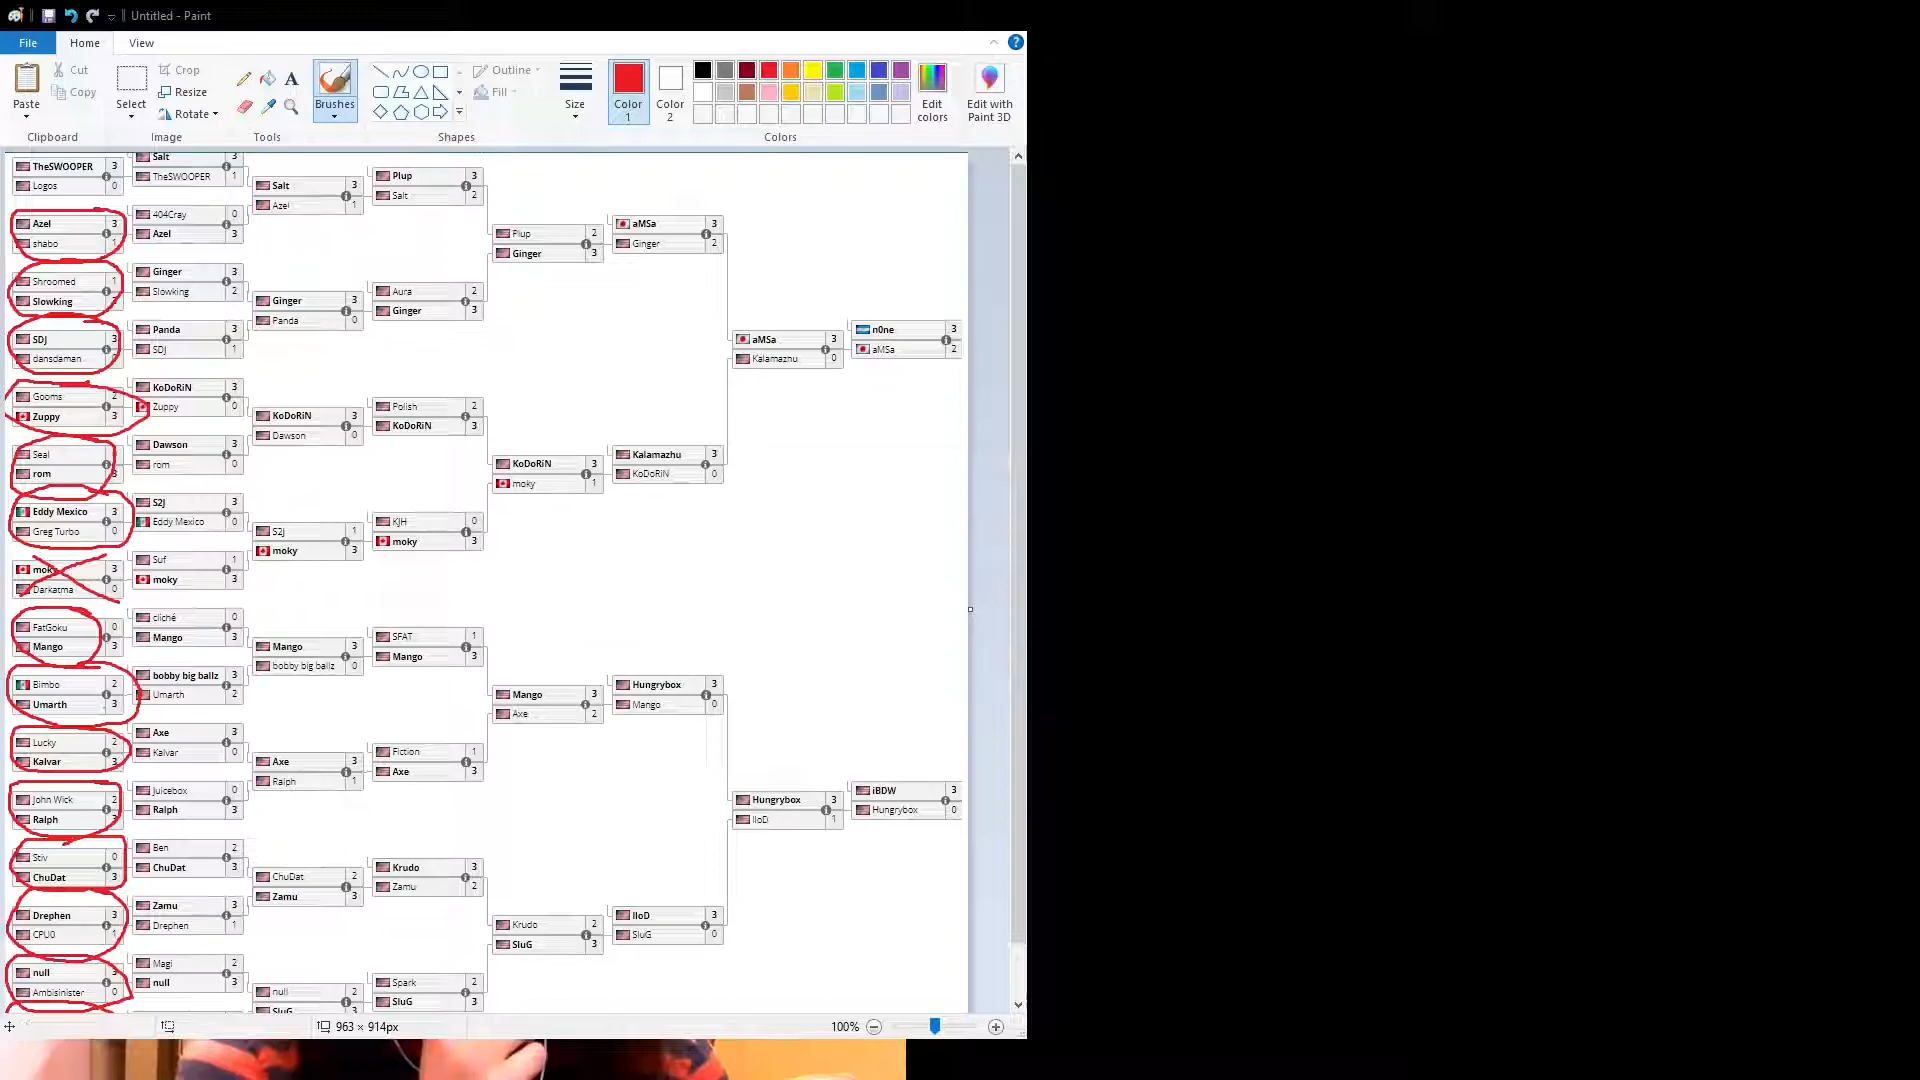 Untitled - Paint
File Home View
Paste Cut Copy Clipboard
Select Crop Resize Rotate Image
Tools
Brushes
Shapes Outline Fill
Size
Color 1
Color 2
Edit colors
Edit with Paint 3D
Colors
TheSWOOPER 3
Logos 0
Azel 3
shabo 1
Shroomed 1
Slowking
SDJ 3
dansdaman
Gooms 2
Zuppy 3
Seal
rom 3
Eddy Mexico 3
Greg Turbo 0
moky 3
Darkatma 0
FatGoku 0
Mango 3
Bimbo 2
Umarth 3
Lucky 2
Kalvar 3
John Wick 2
Ralph 3
Stiv 0
ChuDat 3
Drephen 3
CPU0 1
null 3
Ambisinister 0
Salt 3
TheSWOOPER 1
404Cray 0
Azel 3
Ginger 3
Slowking 2
Panda 3
SDJ 1
KoDoRiN 3
Zuppy 0
Dawson 3
rom 0
S2J 3
Eddy Mexico 0
Suf 1
moky 3
cliché 0
Mango 3
bobby big ballz 3
Umarth 2
Axe 3
Kalvar 0
Juicebox 0
Ralph 3
Ben 2
ChuDat 3
Zamu 3
Drephen 1
Magi 2
null 3
Salt 3
Azel 1
Ginger 3
Panda 0
KoDoRiN 3
Dawson 0
S2J 1
moky 3
Mango 3
bobby big ballz 0
Axe 3
Ralph 1
ChuDat 2
Zamu 3
null 2
SluG 3
Plup 3
Salt 2
Aura 2
Ginger 3
Polish 2
KoDoRiN 3
KJH 0
moky 3
SFAT 1
Mango 3
Fiction 1
Axe 3
Krudo 3
Zamu 2
Spark 2
SluG 3
Plup 2
Ginger 3
KoDoRiN 3
moky 1
Mango 3
Axe 2
Krudo 2
SluG 3
aMSa 3
Ginger 2
Kalamazhu 3
KoDoRiN 0
Hungrybox 3
Mango 0
lloD 3
SluG 0
aMSa 3
Kalamazhu 0
Hungrybox 3
lloD 1
n0ne 3
aMSa 2
iBDW 3
Hungrybox 0
963 × 914px
100%